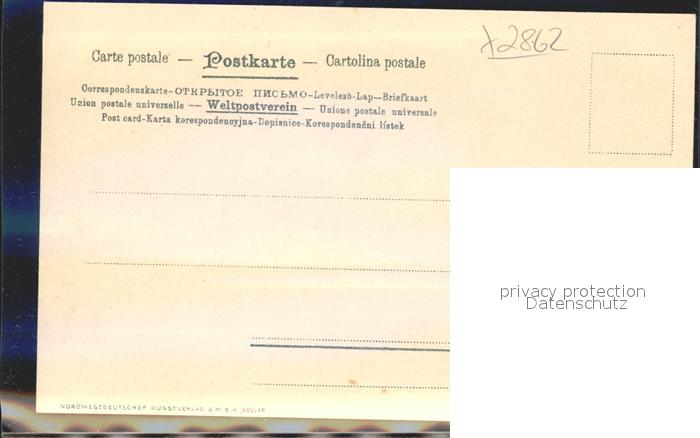 x2862
Carte postale — Postkarte — Cartolina postale
Correspondenzkarte-ОТКРЫТОЕ ПИСЬМО-Levelező-Lap-Briefkaart
Union postale universelle — Weltpostverein — Unione postale universale
Post card-Karta korespondencyjna-Dopisnice-Korespondenční lístek
privacy protection
Datenschutz
NORDWESTDEUTSCHER KUNSTVERLAG G.M.B.H., GOSLAR